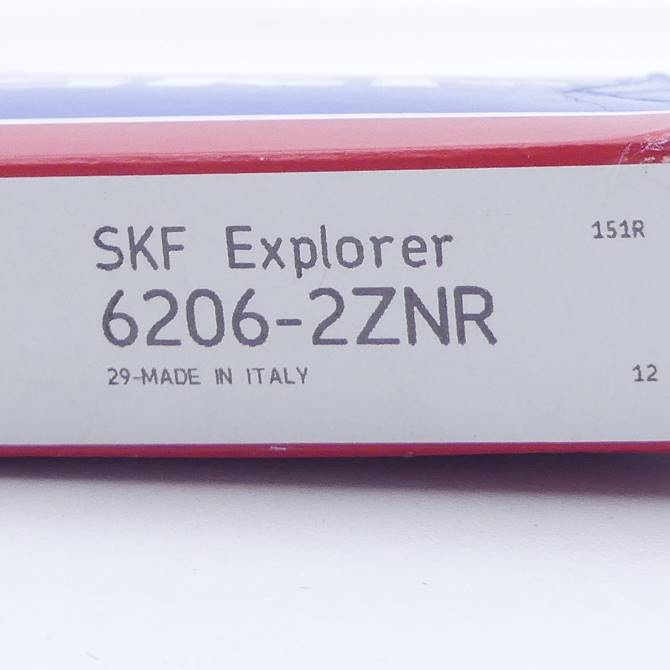 SKF Explorer
151R
6206-2ZNR
29-MADE IN ITALY
12